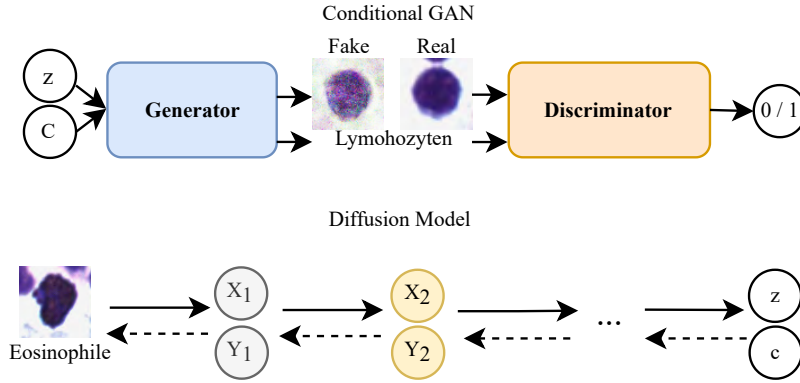 Conditional GAN
Fake Real
z
C
Generator
Discriminator
0 / 1
Lymohozyten
Diffusion Model
X1 X2 ... z
Y1 Y2 c
Eosinophile